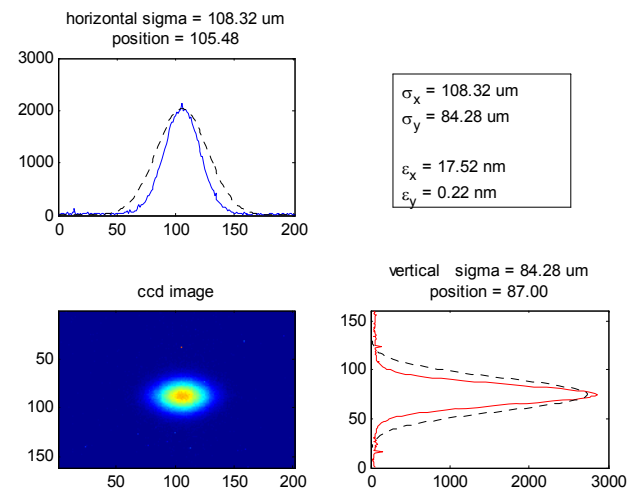 horizontal sigma = 108.32 um
position = 105.48
3000
2000
1000
0
0 50 100 150 200
σx = 108.32 um
σy = 84.28 um
εx = 17.52 nm
εy = 0.22 nm
ccd image
50
100
150
0 50 100 150 200
vertical sigma = 84.28 um
position = 87.00
150
100
50
0
0 1000 2000 3000